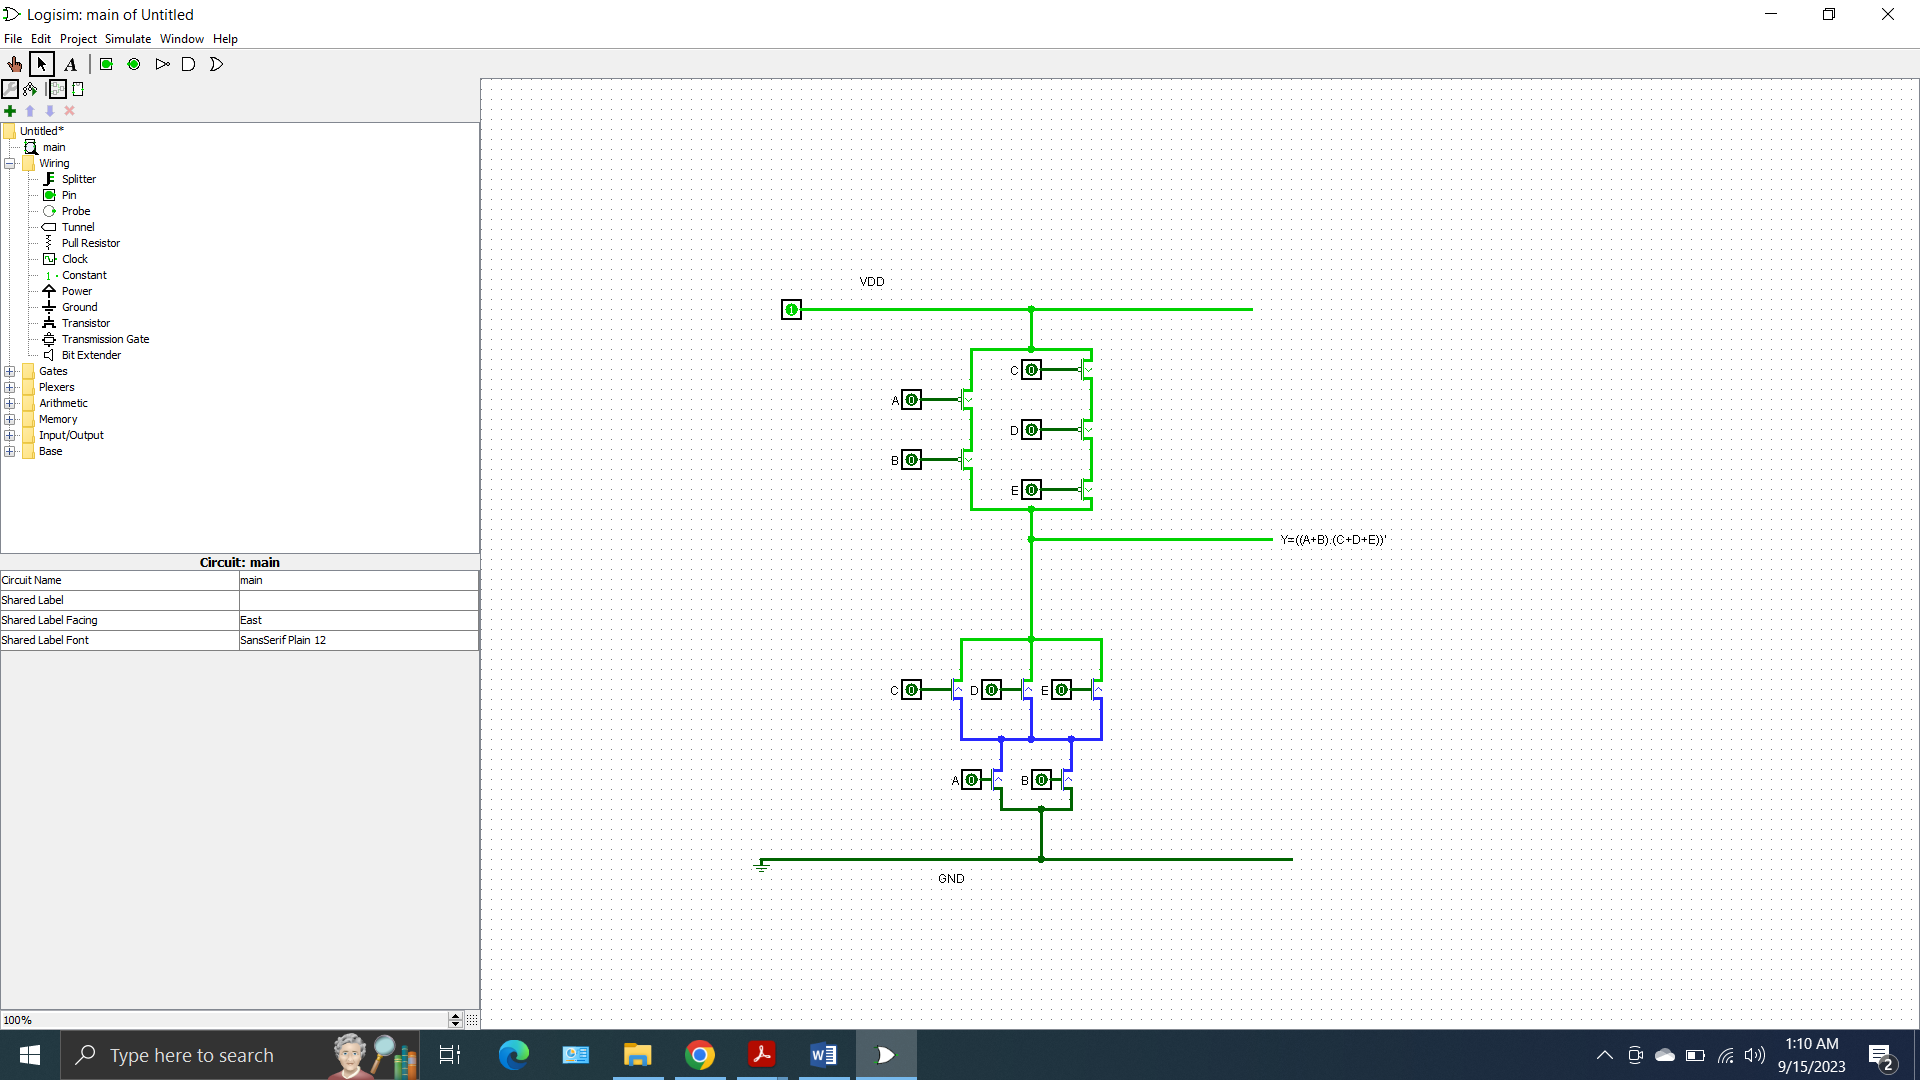 Logisim: main of Untitled
File Edit Project Simulate Window Help
A
Untitled*
main
Wiring
Splitter
Pin
Probe
Tunnel
Pull Resistor
Clock
1 Constant
Power
Ground
Transistor
Transmission Gate
Bit Extender
Gates
Plexers
Arithmetic
Memory
Input/Output
Base
Circuit: main
Circuit Name main
Shared Label
Shared Label Facing East
Shared Label Font SansSerif Plain 12
100%
VDD
1
C 0
A 0
D 0
B 0
E 0
Y=((A+B).(C+D+E))'
C 0 D 0 E 0
A 0 B 0
GND
Type here to search
1:10 AM
9/15/2023
2